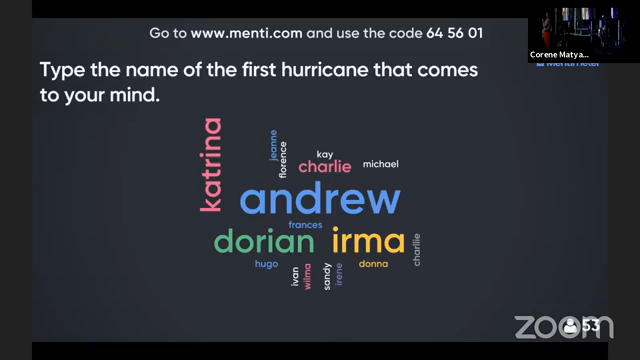 Go to www.menti.com and use the code 64 56 01
Corene Matya...
Mentimeter
Type the name of the first hurricane that comes
to your mind.
katrina
jeanne
florence
kay
charlie
michael
andrew
frances
dorian
irma
charllie
hugo
ivan
wilma
sandy
irene
donna
53
zoom